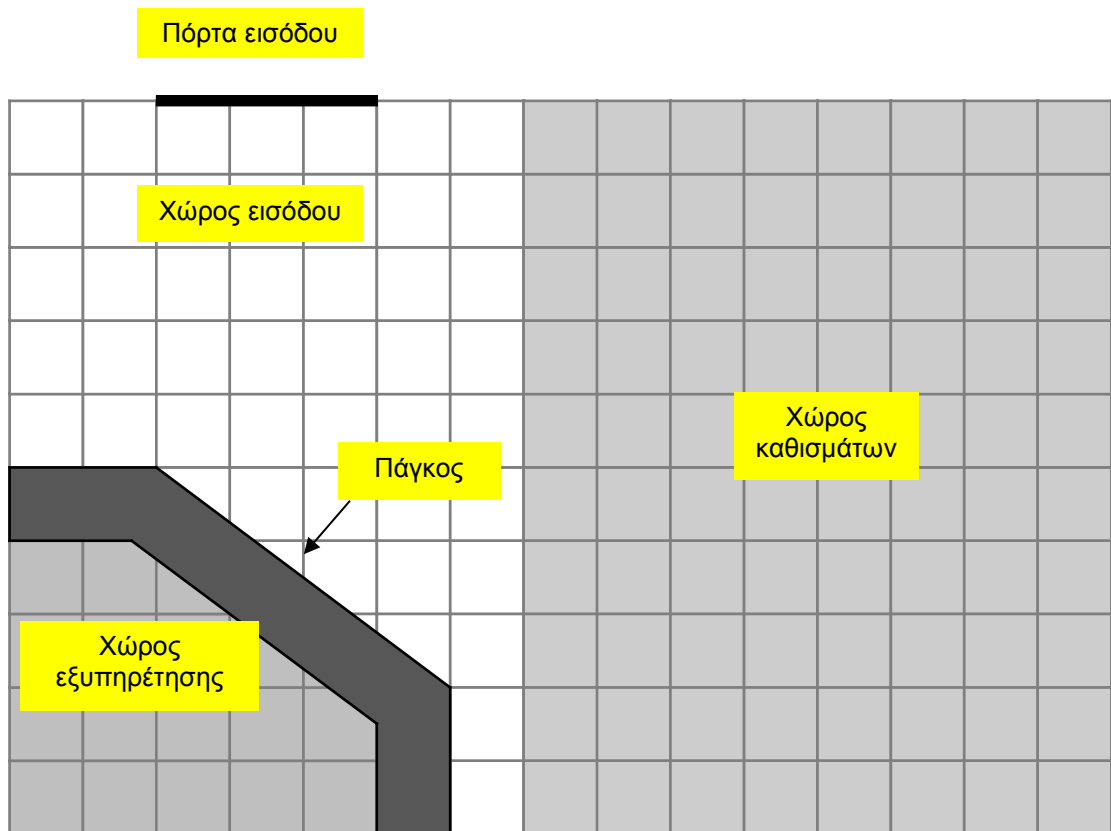 Πόρτα εισόδου
Χώρος εισόδου
Χώρος
καθισμάτων
Πάγκος
Χώρος
εξυπηρέτησης